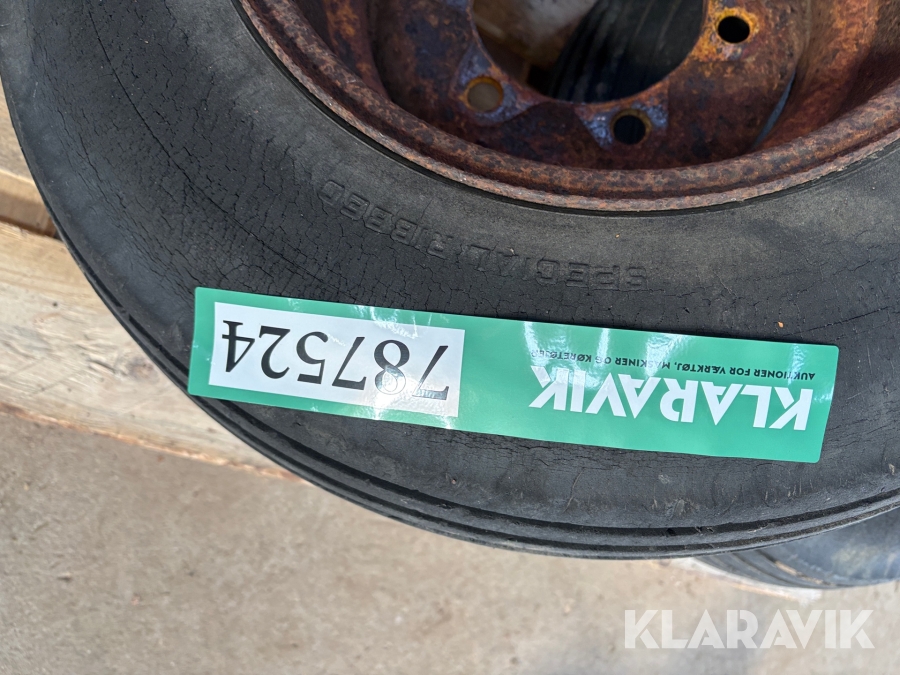 SPECIAL RIBBED
KLARAVIK
AUKTIONER FOR VÆRKTØJ, MASKINER OG KØRETØJER
787524
KLARAVIK